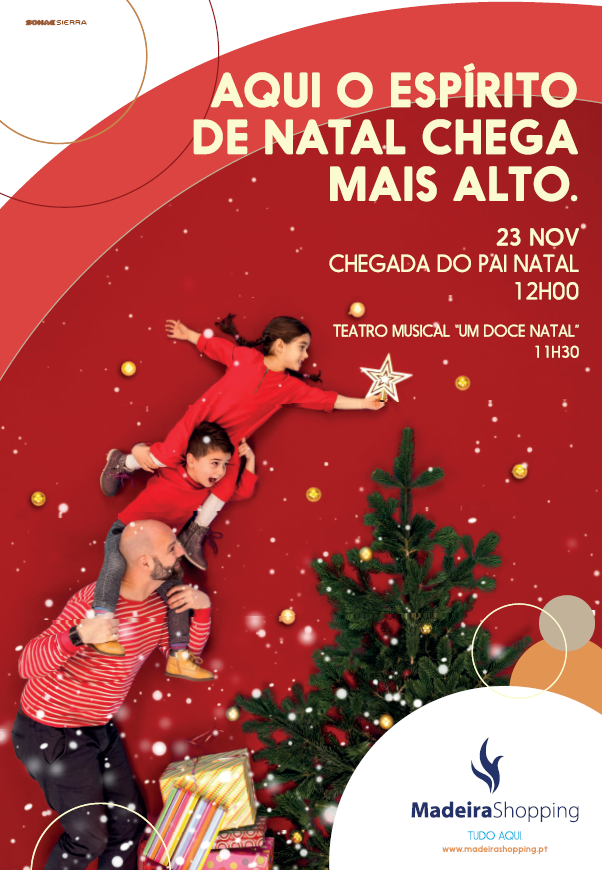 SONAE SIERRA
AQUI O ESPÍRITO
DE NATAL CHEGA
MAIS ALTO.
23 NOV
CHEGADA DO PAI NATAL
12H00
TEATRO MUSICAL "UM DOCE NATAL"
11H30
MadeiraShopping
TUDO AQUI
www.madeirashopping.pt